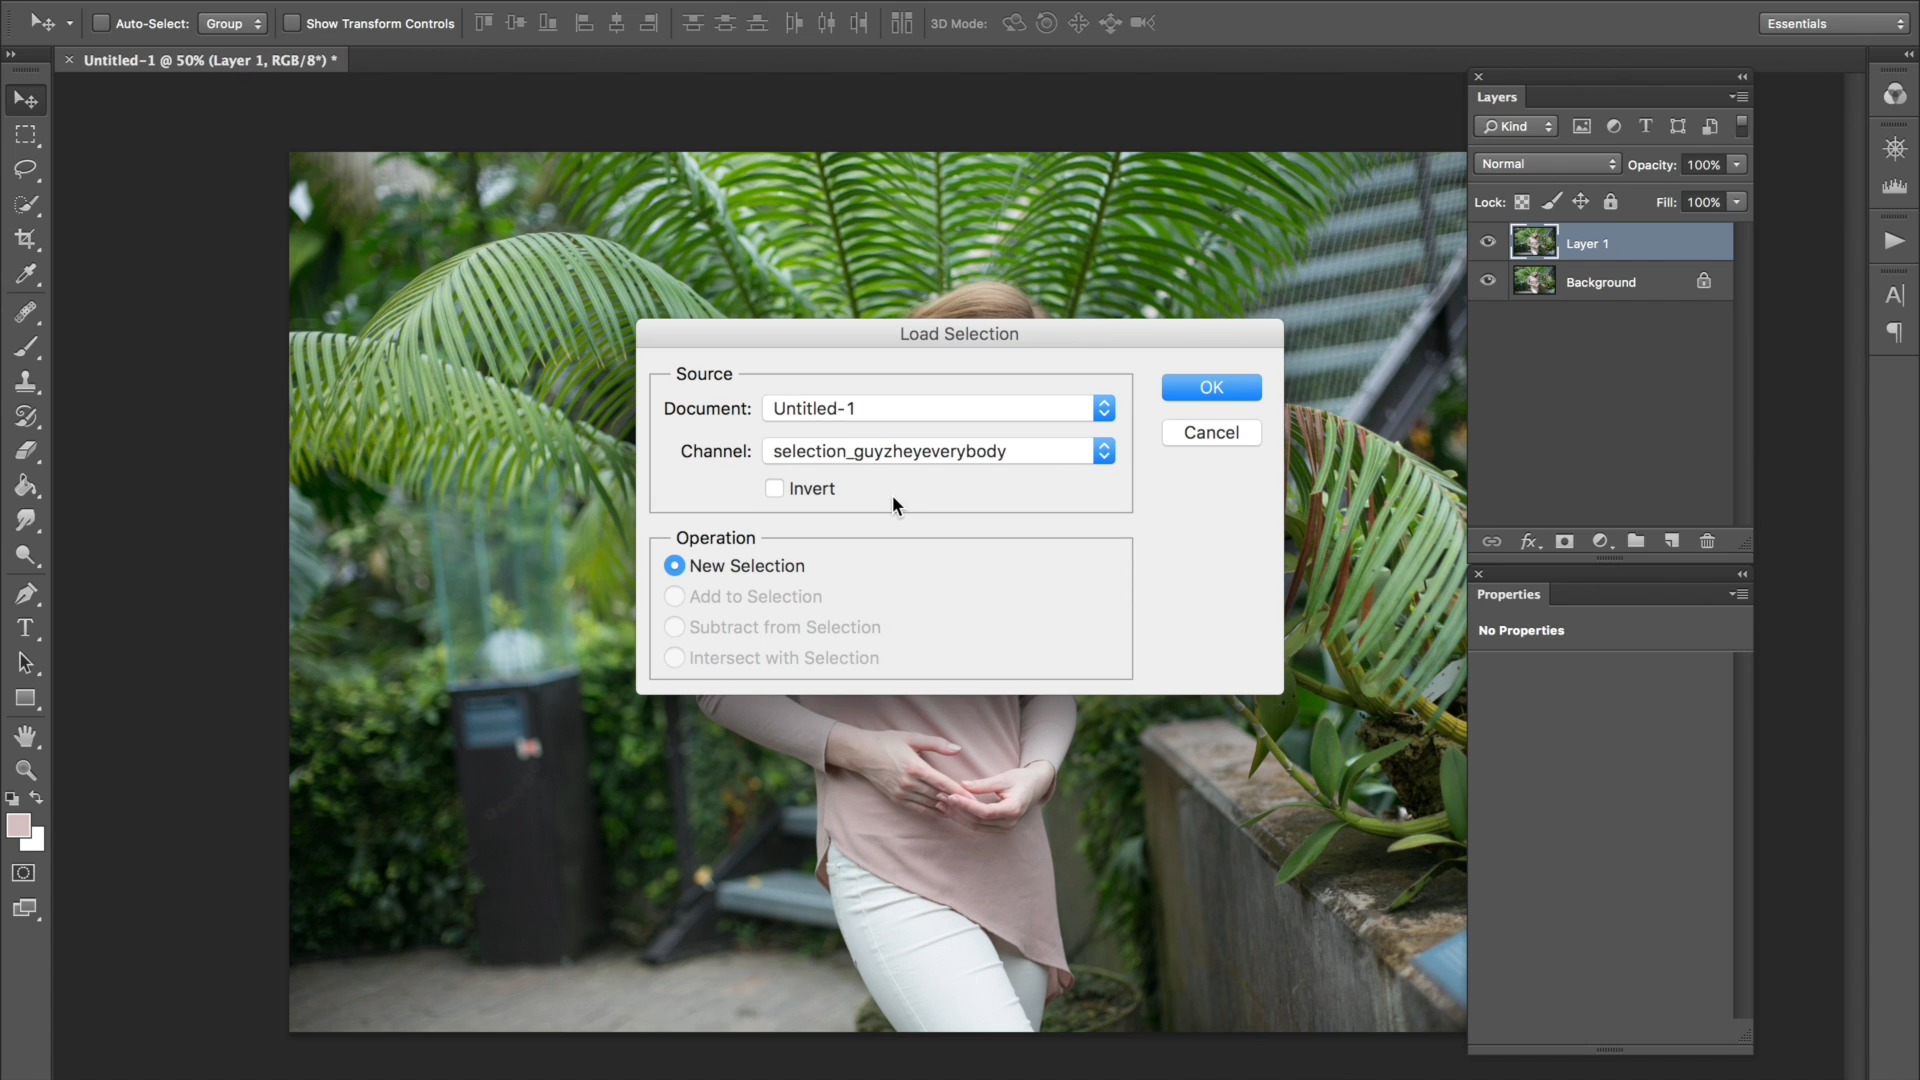 Auto-Select: Group Show Transform Controls 3D Mode: Essentials
Untitled-1 @ 50% (Layer 1, RGB/8*) *
Layers
Kind
Normal Opacity: 100%
Lock: Fill: 100%
Layer 1
Background
Load Selection
Source
Document: Untitled-1
Channel: selection_guyzheyeverybody
Invert
OK
Cancel
Operation
New Selection
Add to Selection
Subtract from Selection
Intersect with Selection
Properties
No Properties